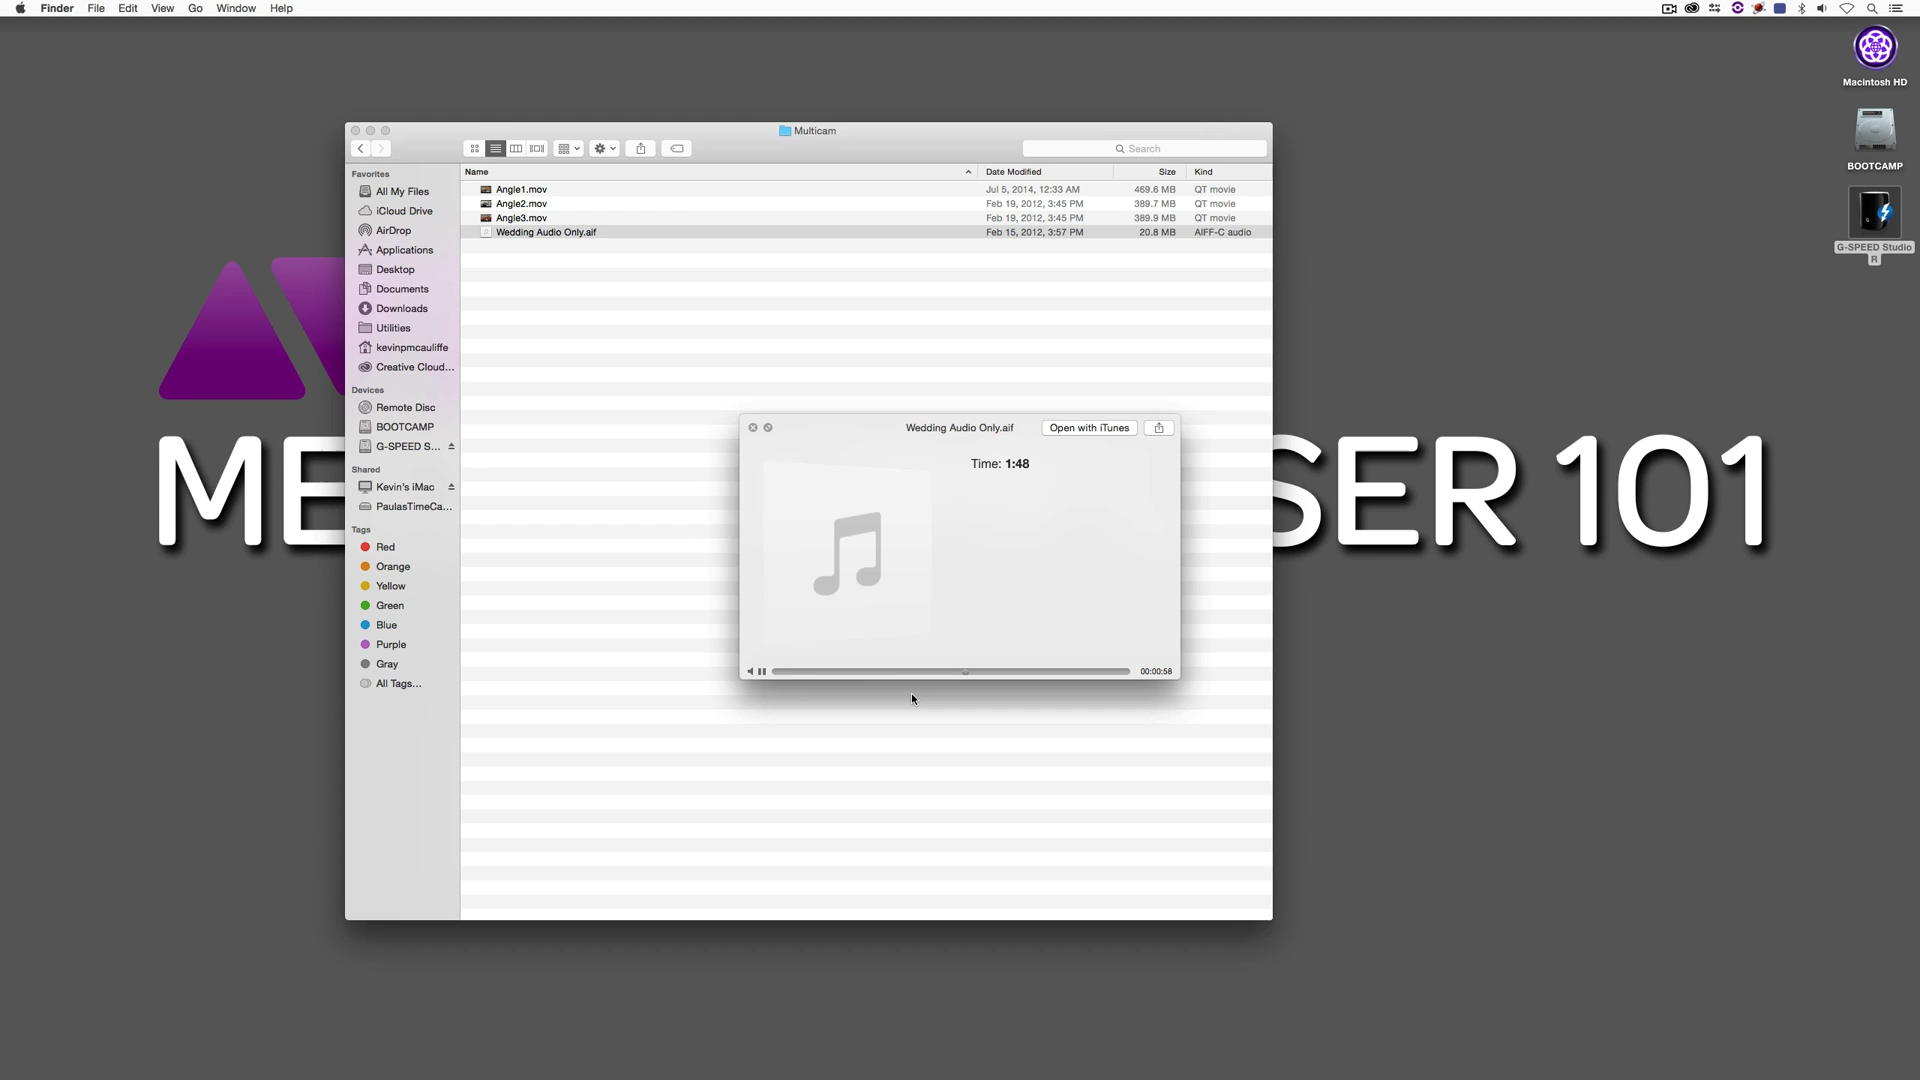 Finder File Edit View Go Window Help
Macintosh HD
BOOTCAMP
G-SPEED Studio
R
Multicam
Search
Favorites
All My Files
iCloud Drive
AirDrop
Applications
Desktop
Documents
Downloads
Utilities
kevinpmcauliffe
Creative Cloud...
Devices
Remote Disc
BOOTCAMP
G-SPEED S...
Shared
Kevin's iMac
PaulasTimeCa...
Tags
Red
Orange
Yellow
Green
Blue
Purple
Gray
All Tags...
Name Date Modified Size Kind
Angle1.mov Jul 5, 2014, 12:33 AM 469.6 MB QT movie
Angle2.mov Feb 19, 2012, 3:45 PM 389.7 MB QT movie
Angle3.mov Feb 19, 2012, 3:45 PM 389.9 MB QT movie
Wedding Audio Only.aif Feb 15, 2012, 3:57 PM 20.8 MB AIFF-C audio
Wedding Audio Only.aif Open with iTunes
Time: 1:48
00:00:58
ME SER 101